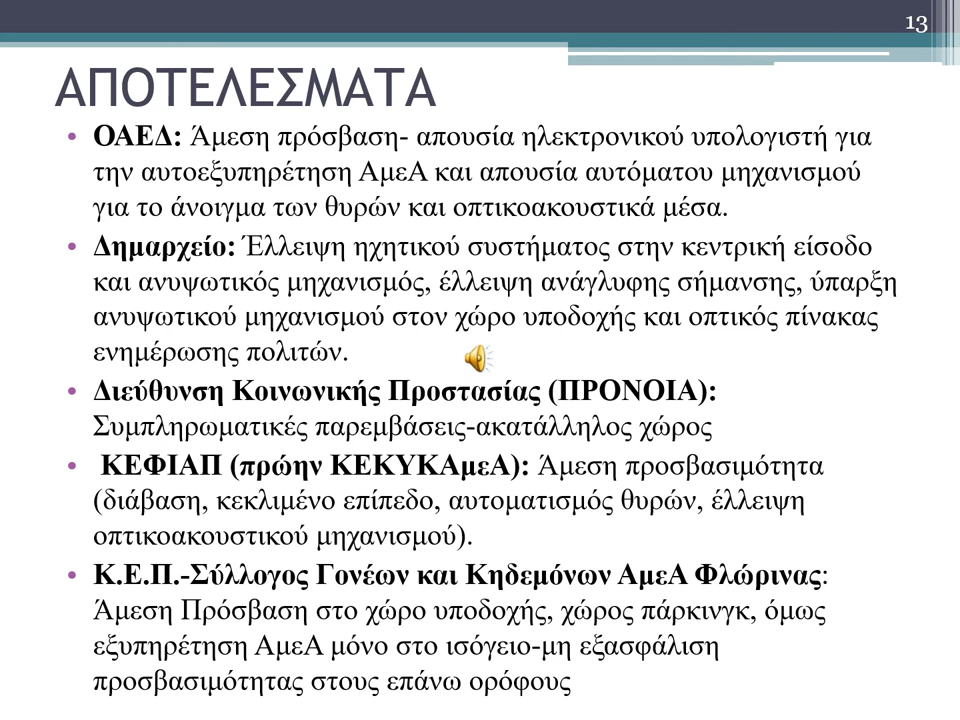 13
ΑΠΟΤΕΛΕΣΜΑΤΑ
• ΟΑΕΔ: Άμεση πρόσβαση- απουσία ηλεκτρονικού υπολογιστή για
την αυτοεξυπηρέτηση ΑμεΑ και απουσία αυτόματου μηχανισμού
για το άνοιγμα των θυρών και οπτικοακουστικά μέσα.
• Δημαρχείο: Έλλειψη ηχητικού συστήματος στην κεντρική είσοδο
και ανυψωτικός μηχανισμός, έλλειψη ανάγλυφης σήμανσης, ύπαρξη
ανυψωτικού μηχανισμού στον χώρο υποδοχής και οπτικός πίνακας
ενημέρωσης πολιτών.
• Διεύθυνση Κοινωνικής Προστασίας (ΠΡΟΝΟΙΑ):
Συμπληρωματικές παρεμβάσεις-ακατάλληλος χώρος
• ΚΕΦΙΑΠ (πρώην ΚΕΚΥΚΑμεΑ): Άμεση προσβασιμότητα
(διάβαση, κεκλιμένο επίπεδο, αυτοματισμός θυρών, έλλειψη
οπτικοακουστικού μηχανισμού).
• Κ.Ε.Π.-Σύλλογος Γονέων και Κηδεμόνων ΑμεΑ Φλώρινας:
Άμεση Πρόσβαση στο χώρο υποδοχής, χώρος πάρκινγκ, όμως
εξυπηρέτηση ΑμεΑ μόνο στο ισόγειο-μη εξασφάλιση
προσβασιμότητας στους επάνω ορόφους